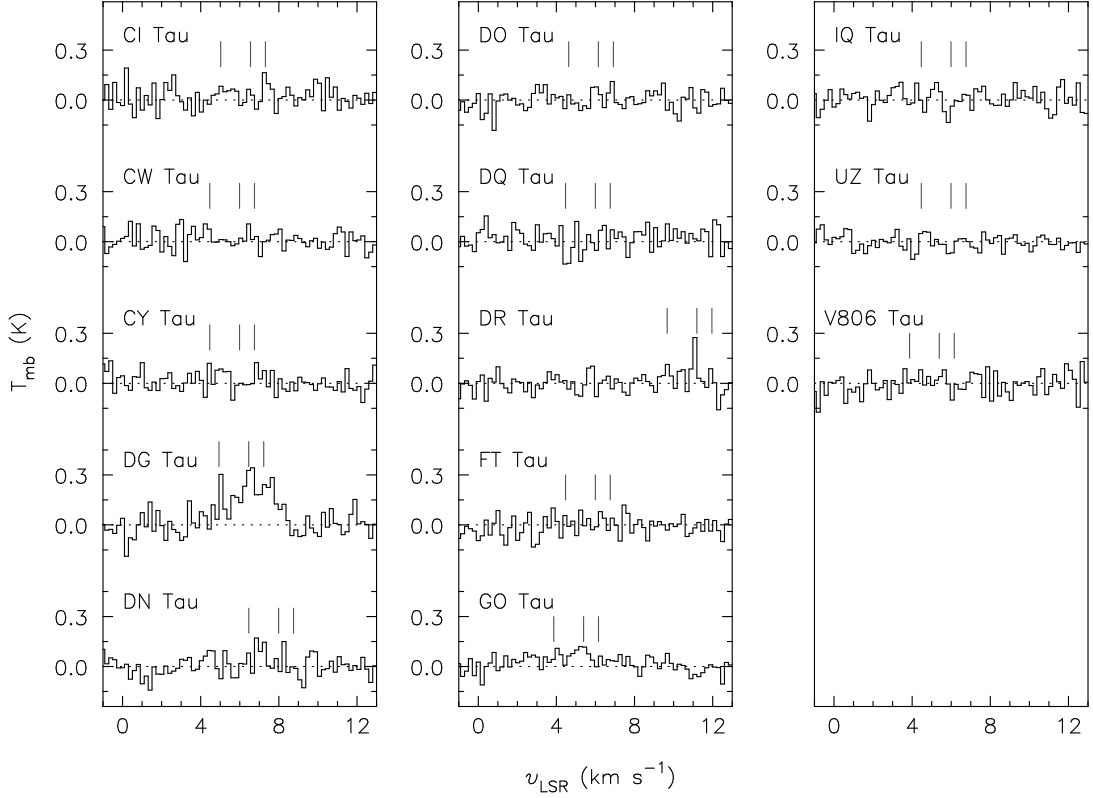 CI Tau
0.3
0.0
CW Tau
0.3
0.0
CY Tau
0.3
0.0
DG Tau
0.3
0.0
DN Tau
0.3
0.0
0 4 8 12
DO Tau
0.3
0.0
DQ Tau
0.3
0.0
DR Tau
0.3
0.0
FT Tau
0.3
0.0
GO Tau
0.3
0.0
0 4 8 12
IQ Tau
0.3
0.0
UZ Tau
0.3
0.0
V806 Tau
0.3
0.0
0 4 8 12
T_mb (K)
υ_LSR (km s⁻¹)